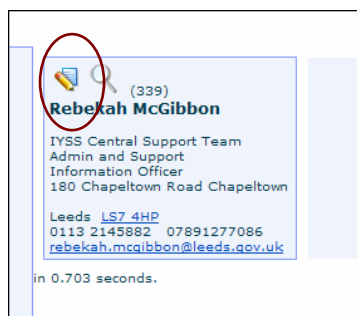 (339)
Rebekah McGibbon
IYSS Central Support Team
Admin and Support
Information Officer
180 Chapeltown Road Chapeltown
Leeds LS7 4HP
0113 2145882 07891277086
rebekah.mcgibbon@leeds.gov.uk
in 0.703 seconds.